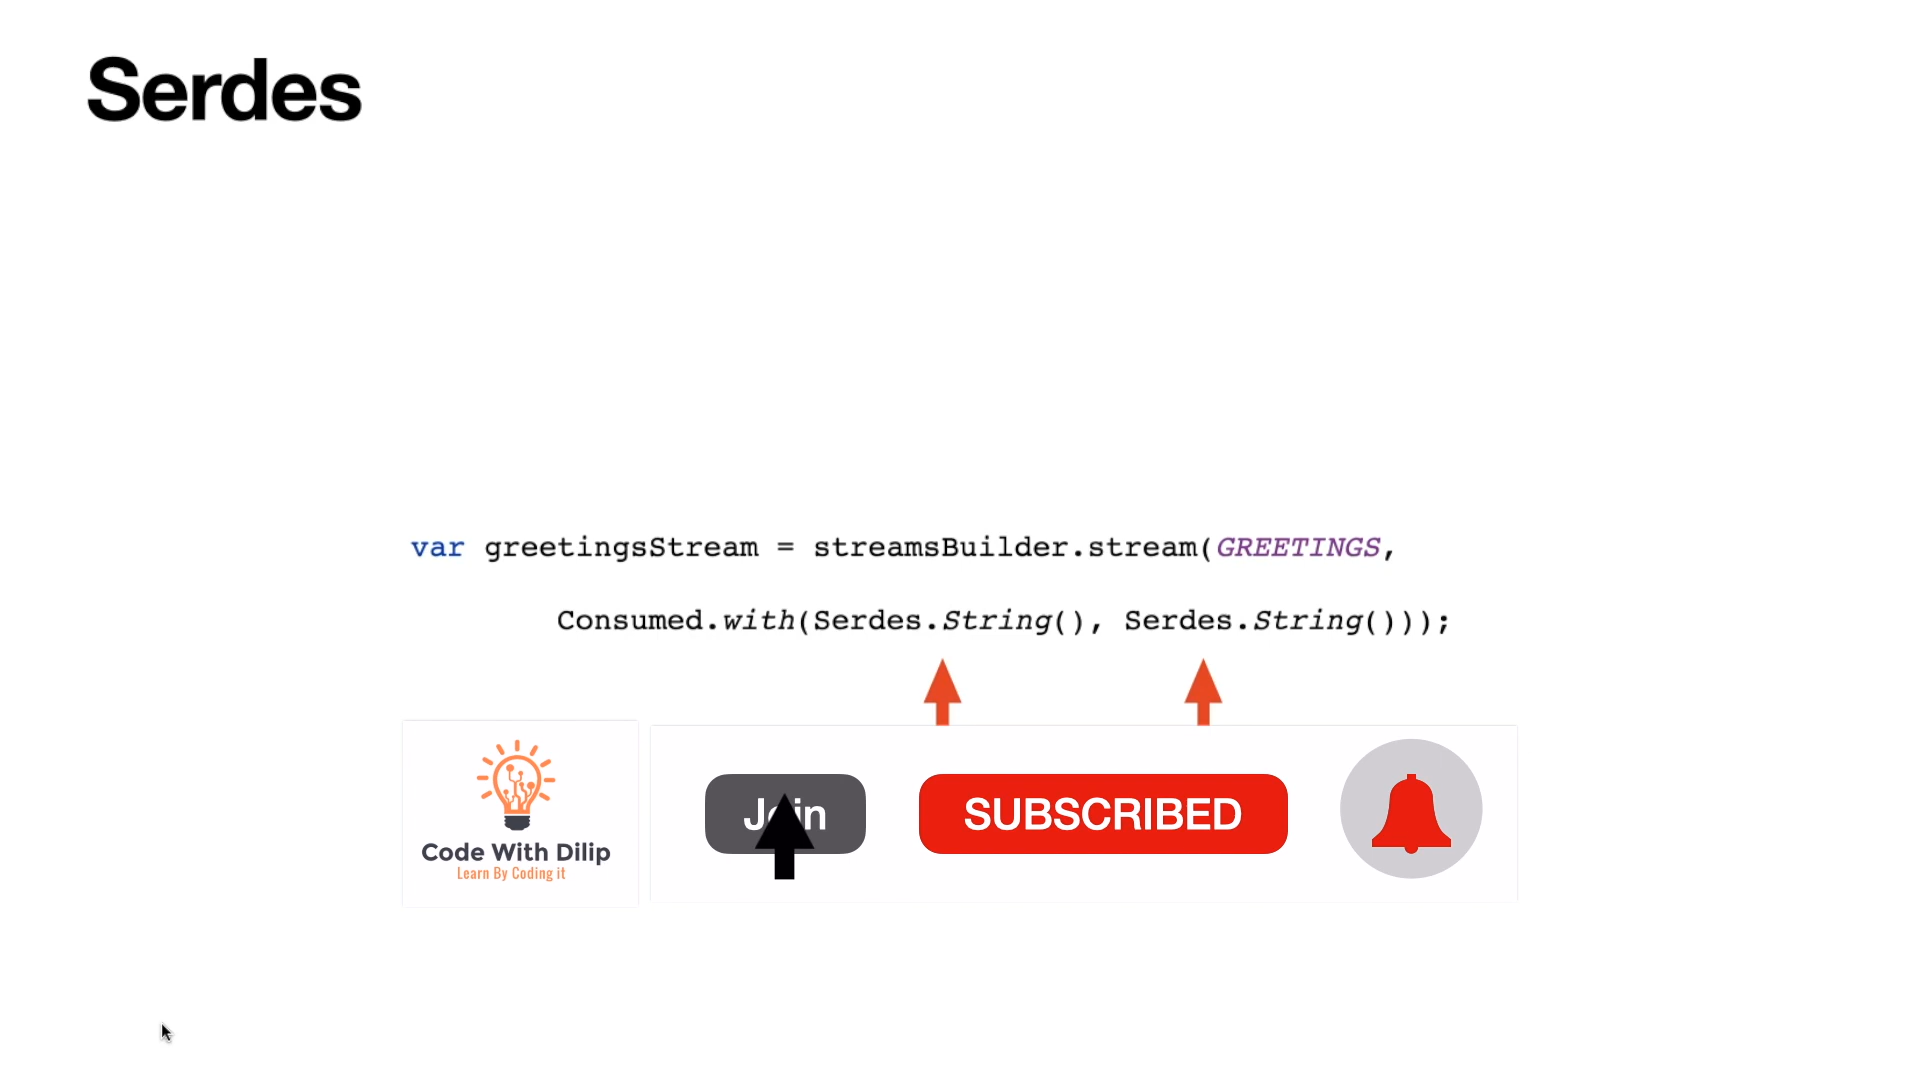 Serdes
var greetingsStream = streamsBuilder.stream(GREETINGS,
Consumed.with(Serdes.String(), Serdes.String()));
Code With Dilip
Learn By Coding it
Join
SUBSCRIBED